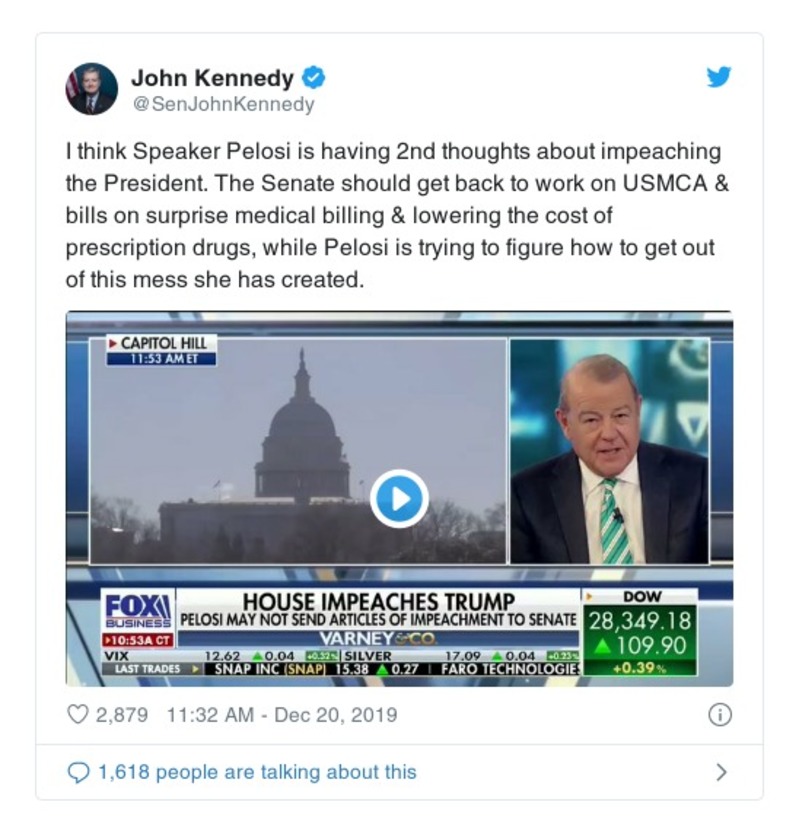 John Kennedy
@SenJohnKennedy
I think Speaker Pelosi is having 2nd thoughts about impeaching
the President. The Senate should get back to work on USMCA &
bills on surprise medical billing & lowering the cost of
prescription drugs, while Pelosi is trying to figure how to get out
of this mess she has created.
CAPITOL HILL
11:53 AM ET
FOX
BUSINESS
10:53A CT
HOUSE IMPEACHES TRUMP
PELOSI MAY NOT SEND ARTICLES OF IMPEACHMENT TO SENATE
VARNEY & CO.
DOW
28,349.18
▲ 109.90
+0.39%
VIX 12.62 ▲ 0.04 +0.32% SILVER 17.09 ▲ 0.04 +0.23%
LAST TRADES SNAP INC (SNAP) 15.38 ▲ 0.27 FARO TECHNOLOGIE
2,879 11:32 AM - Dec 20, 2019
1,618 people are talking about this